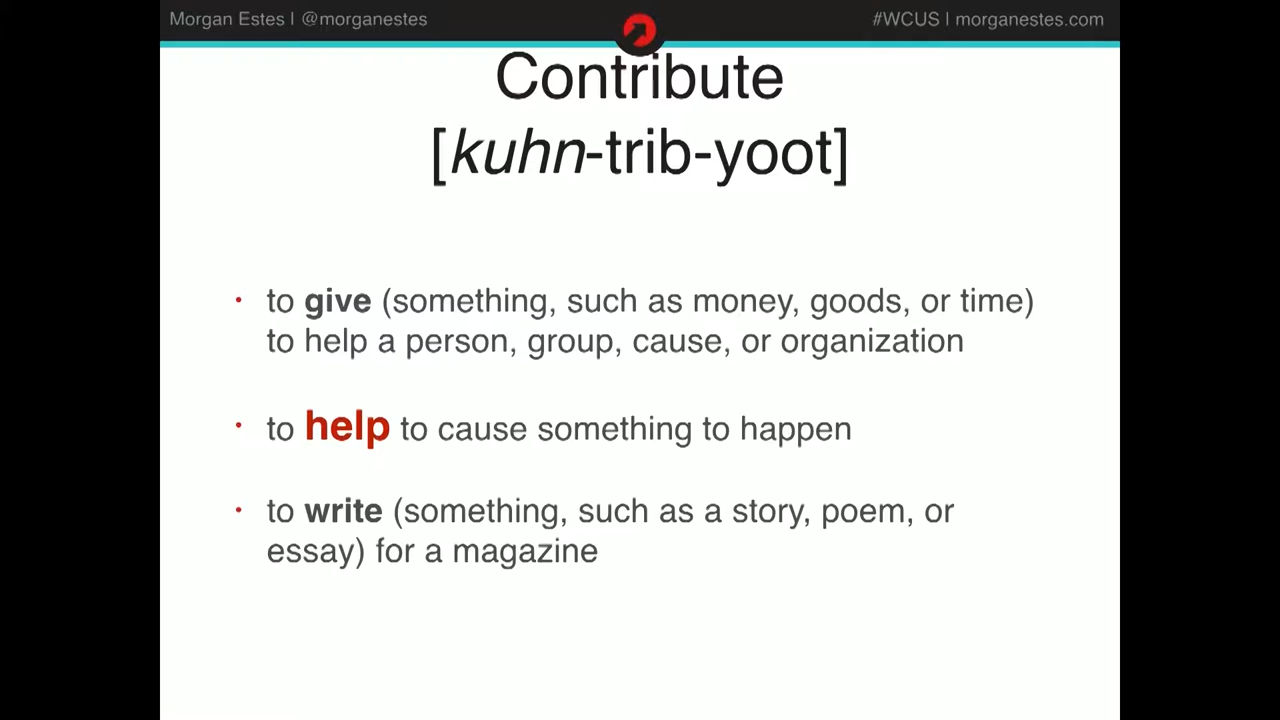 Morgan Estes | @morganestes
#WCUS | morganestes.com
Contribute
[kuhn-trib-yoot]
• to give (something, such as money, goods, or time)
to help a person, group, cause, or organization
• to help to cause something to happen
• to write (something, such as a story, poem, or
essay) for a magazine